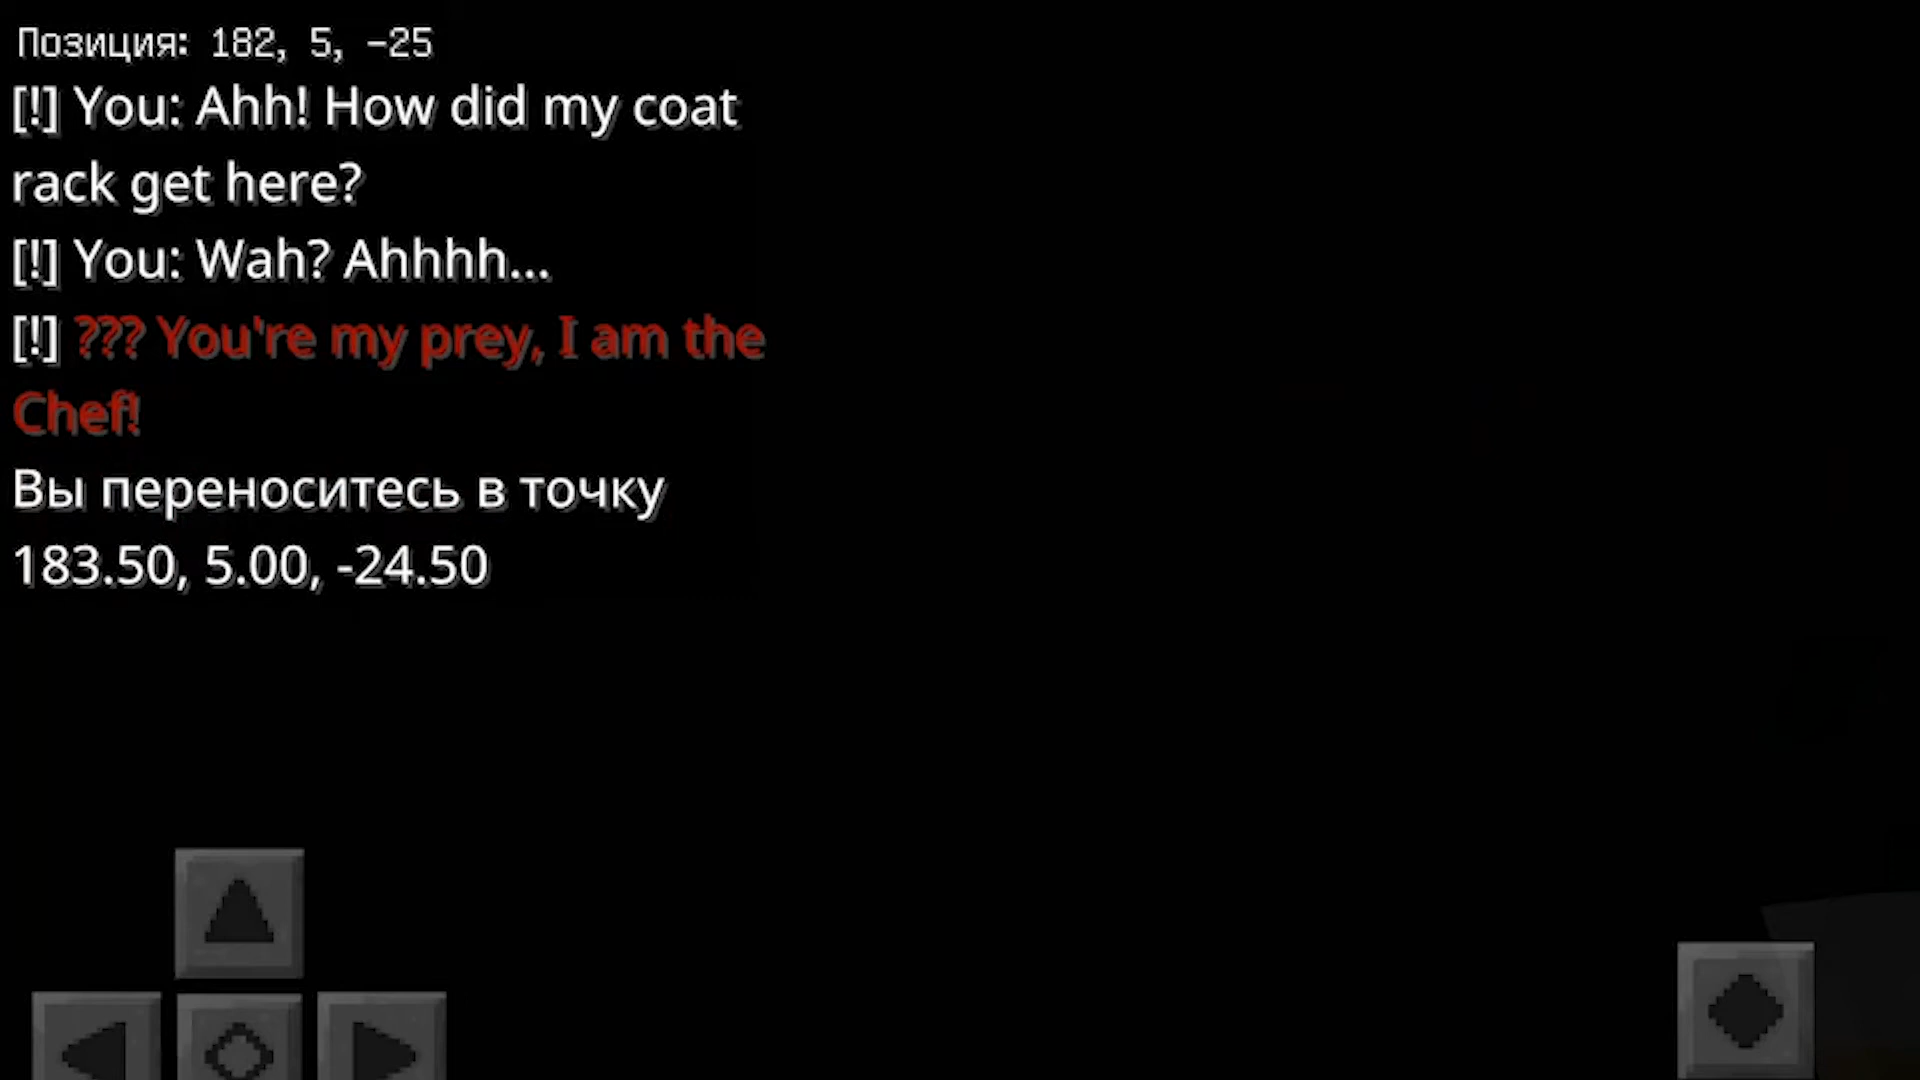 Позиция: 182, 5, -25
[!] You: Ahh! How did my coat
rack get here?
[!] You: Wah? Ahhhh...
[!] ??? You're my prey, I am the
Chef!
Вы переноситесь в точку
183.50, 5.00, -24.50